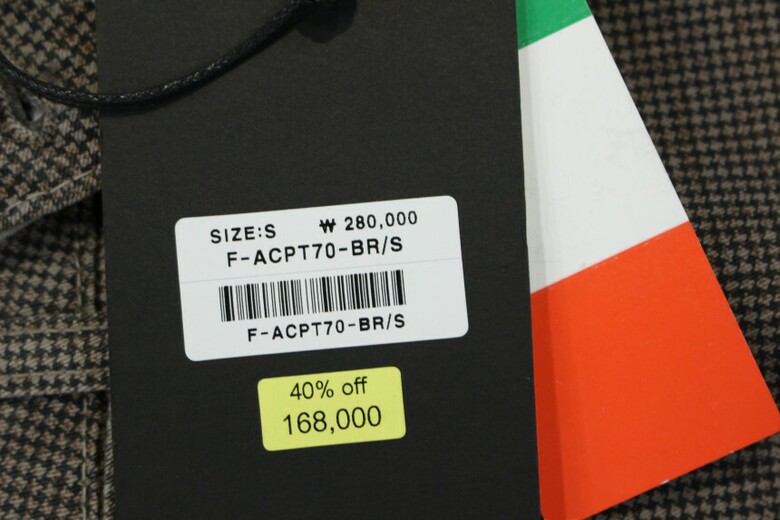 SIZE:S ₩ 280,000
F-ACPT70-BR/S
F-ACPT70-BR/S
40% off
168,000